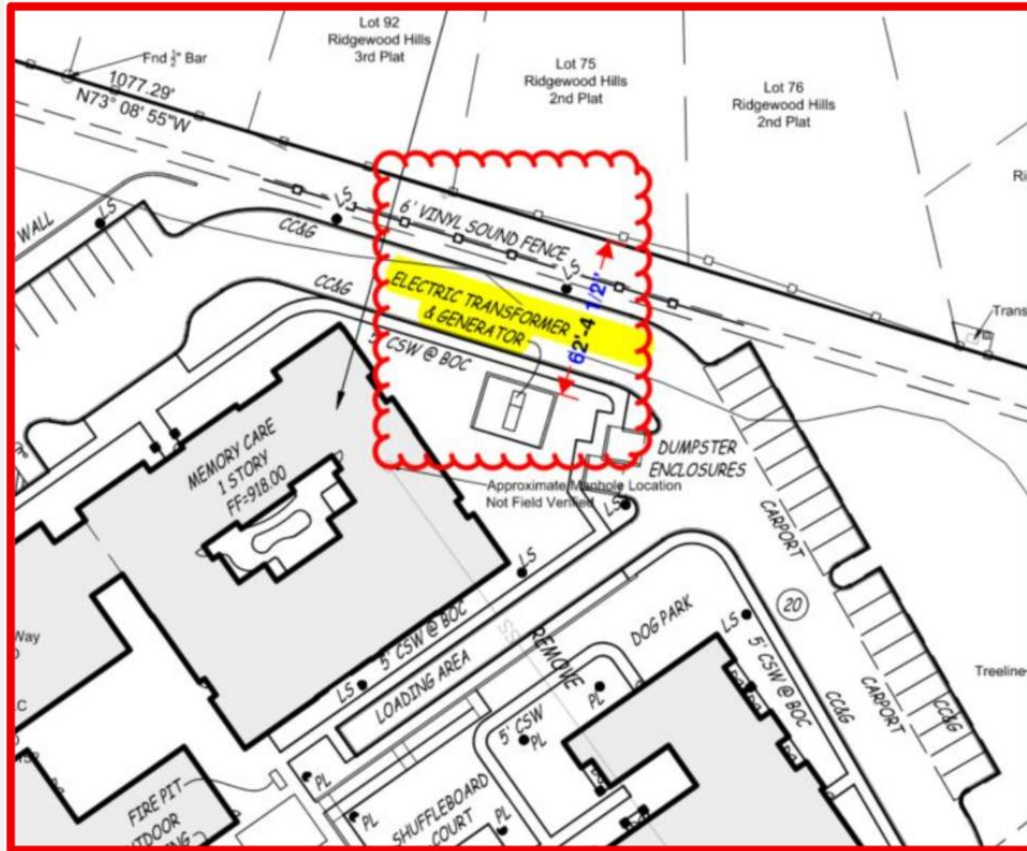 Lot 92
Ridgewood Hills
3rd Plat
Fnd ½" Bar
1077.29'
N73° 08' 55"W
Lot 75
Ridgewood Hills
2nd Plat
Lot 76
Ridgewood Hills
2nd Plat
WALL
LS
LS
6' VINYL SOUND FENCE
CC&G
LS
CC&G
ELECTRIC TRANSFORMER
& GENERATOR
62'-4 1/2"
5' CSW @ BOC
MEMORY CARE
1 STORY
FF=918.00
DUMPSTER
ENCLOSURES
Approximate Manhole Location
Not Field Verified
LS
CARPORT
LS
20
Way
5' CSW @ BOC
REMOVE
DOG PARK
LS
5' CSW @ BOC
LS
LOADING AREA
PL
CC&G
CARPORT
CC&G
Treeline
5' CSW
PL
PL
PL
PL
FIRE PIT
SHUFFLEBOARD
COURT